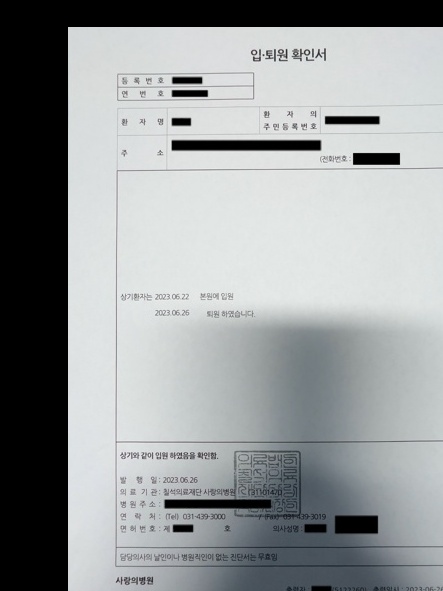 입·퇴원 확인서
등 록 번 호
연 번 호
환 자 명
환 자 의
주 민 등 록 번 호
주 소
(전화번호 :
상기환자는 2023.06.22 본원에 입원
2023.06.26 퇴원 하였습니다.
상기와 같이 입원 하였음을 확인함.
발 행 일 : 2023.06.26
의 료 기 관 : 칠석의료재단 사랑의병원 (31101470)
병 원 주 소 :
연 락 처 : (Tel) 031-439-3000 / (Fax) 031-439-3019
면 허 번 호 : 제 호 의사성명 :
담당의사의 날인이나 병원직인이 없는 진단서는 무효임
사랑의병원
출력자 : 출력일시 : 2023-06-26